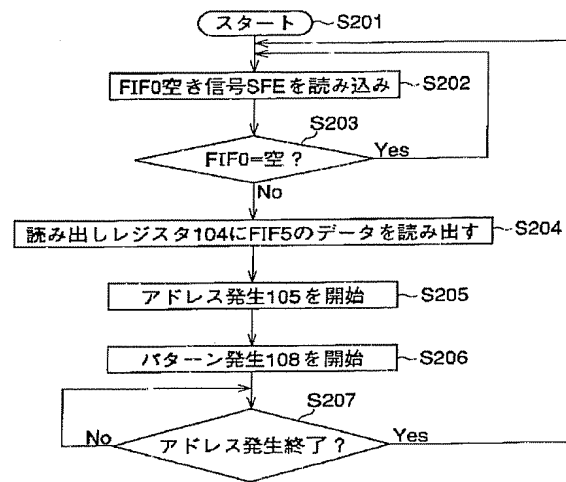 スタート
S201
FIFO空き信号SFEを読み込み
S202
S203
FIFO=空？
Yes
No
読み出しレジスタ104にFIF5のデータを読み出す
S204
アドレス発生105を開始
S205
パターン発生108を開始
S206
S207
No
アドレス発生終了？
Yes